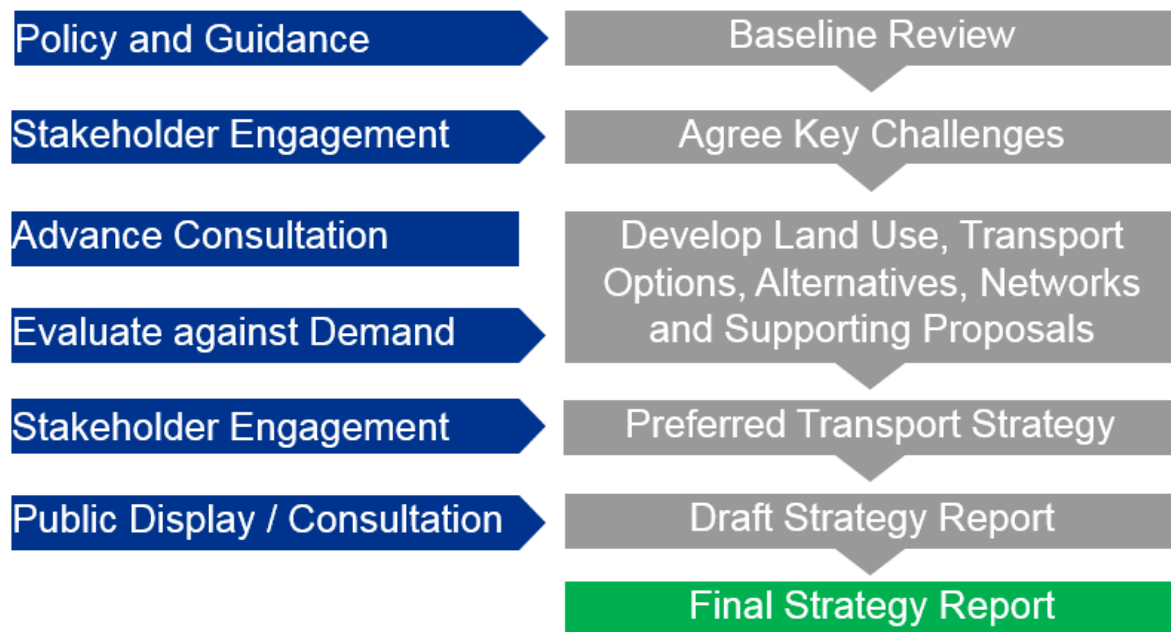 Policy and Guidance
Baseline Review
Stakeholder Engagement
Agree Key Challenges
Advance Consultation
Develop Land Use, Transport
Options, Alternatives, Networks
and Supporting Proposals
Evaluate against Demand
Stakeholder Engagement
Preferred Transport Strategy
Public Display / Consultation
Draft Strategy Report
Final Strategy Report